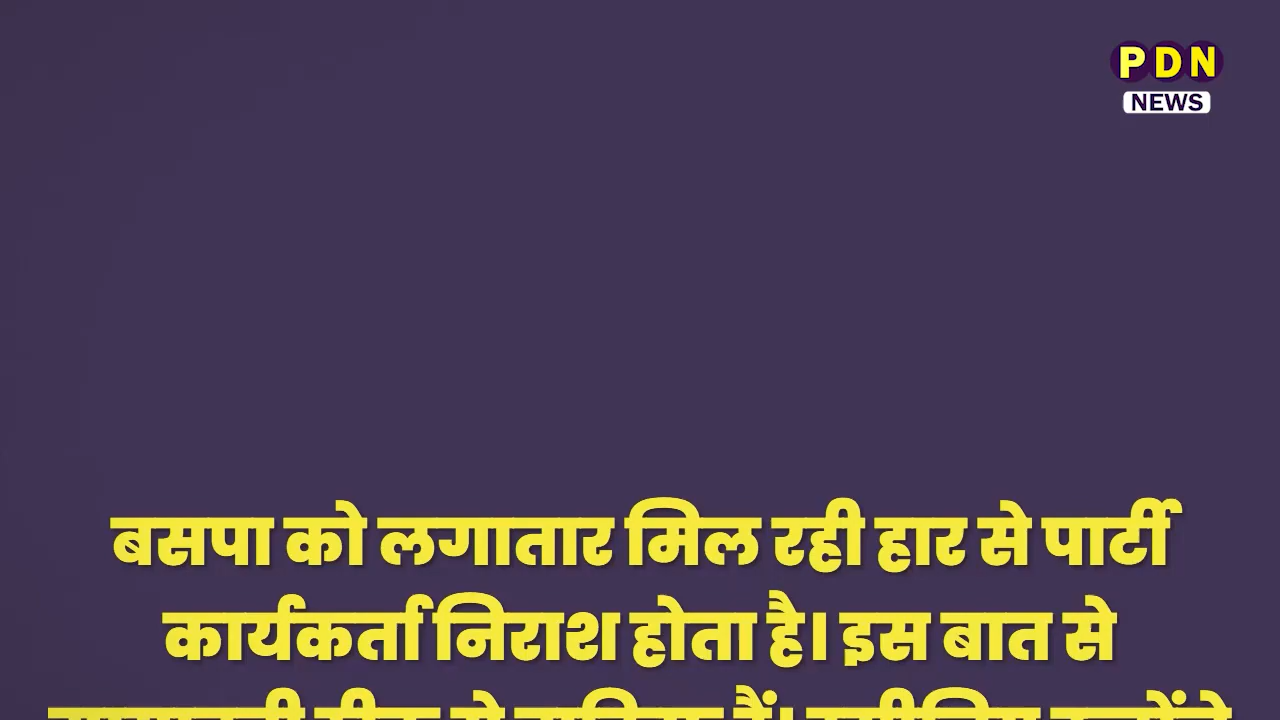 PDN
NEWS
बसपा को लगातार मिल रही हार से पार्टी
कार्यकर्ता निराश होता है। इस बात से